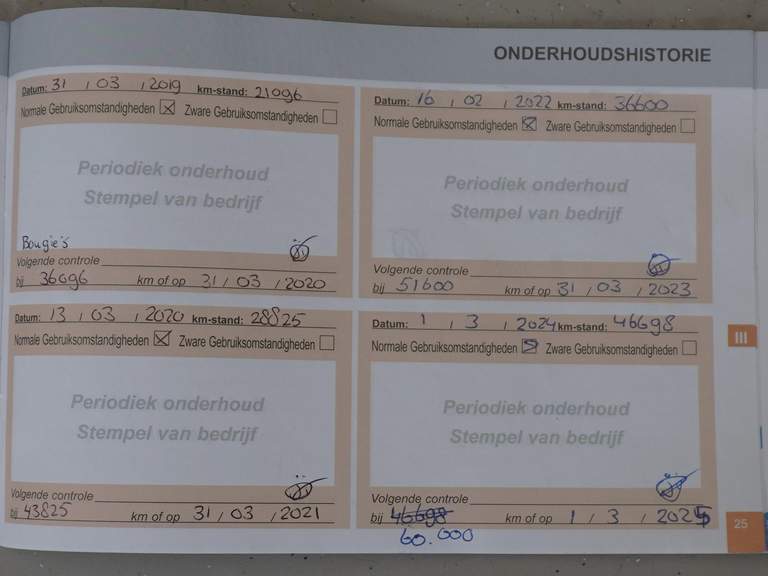 ONDERHOUDSHISTORIE
Datum: 31 / 03 / 2019 km-stand: 21096
Normale Gebruiksomstandigheden ☒ Zware Gebruiksomstandigheden ☐
Periodiek onderhoud
Stempel van bedrijf
Bougie's
Volgende controle
bij 36096 km of op 31 / 03 / 2020
Datum: 13 / 03 / 2020 km-stand: 28825
Normale Gebruiksomstandigheden ☒ Zware Gebruiksomstandigheden ☐
Periodiek onderhoud
Stempel van bedrijf
Volgende controle
bij 43825 km of op 31 / 03 / 2021
Datum: 16 / 02 / 2022 km-stand: 36600
Normale Gebruiksomstandigheden ☒ Zware Gebruiksomstandigheden ☐
Periodiek onderhoud
Stempel van bedrijf
Volgende controle
bij 51600 km of op 31 / 03 / 2023
Datum: 1 / 3 / 2024 km-stand: 46698
Normale Gebruiksomstandigheden ☒ Zware Gebruiksomstandigheden ☐
Periodiek onderhoud
Stempel van bedrijf
Volgende controle
bij 46698 km of op 1 / 3 / 2025
60.000
III
25